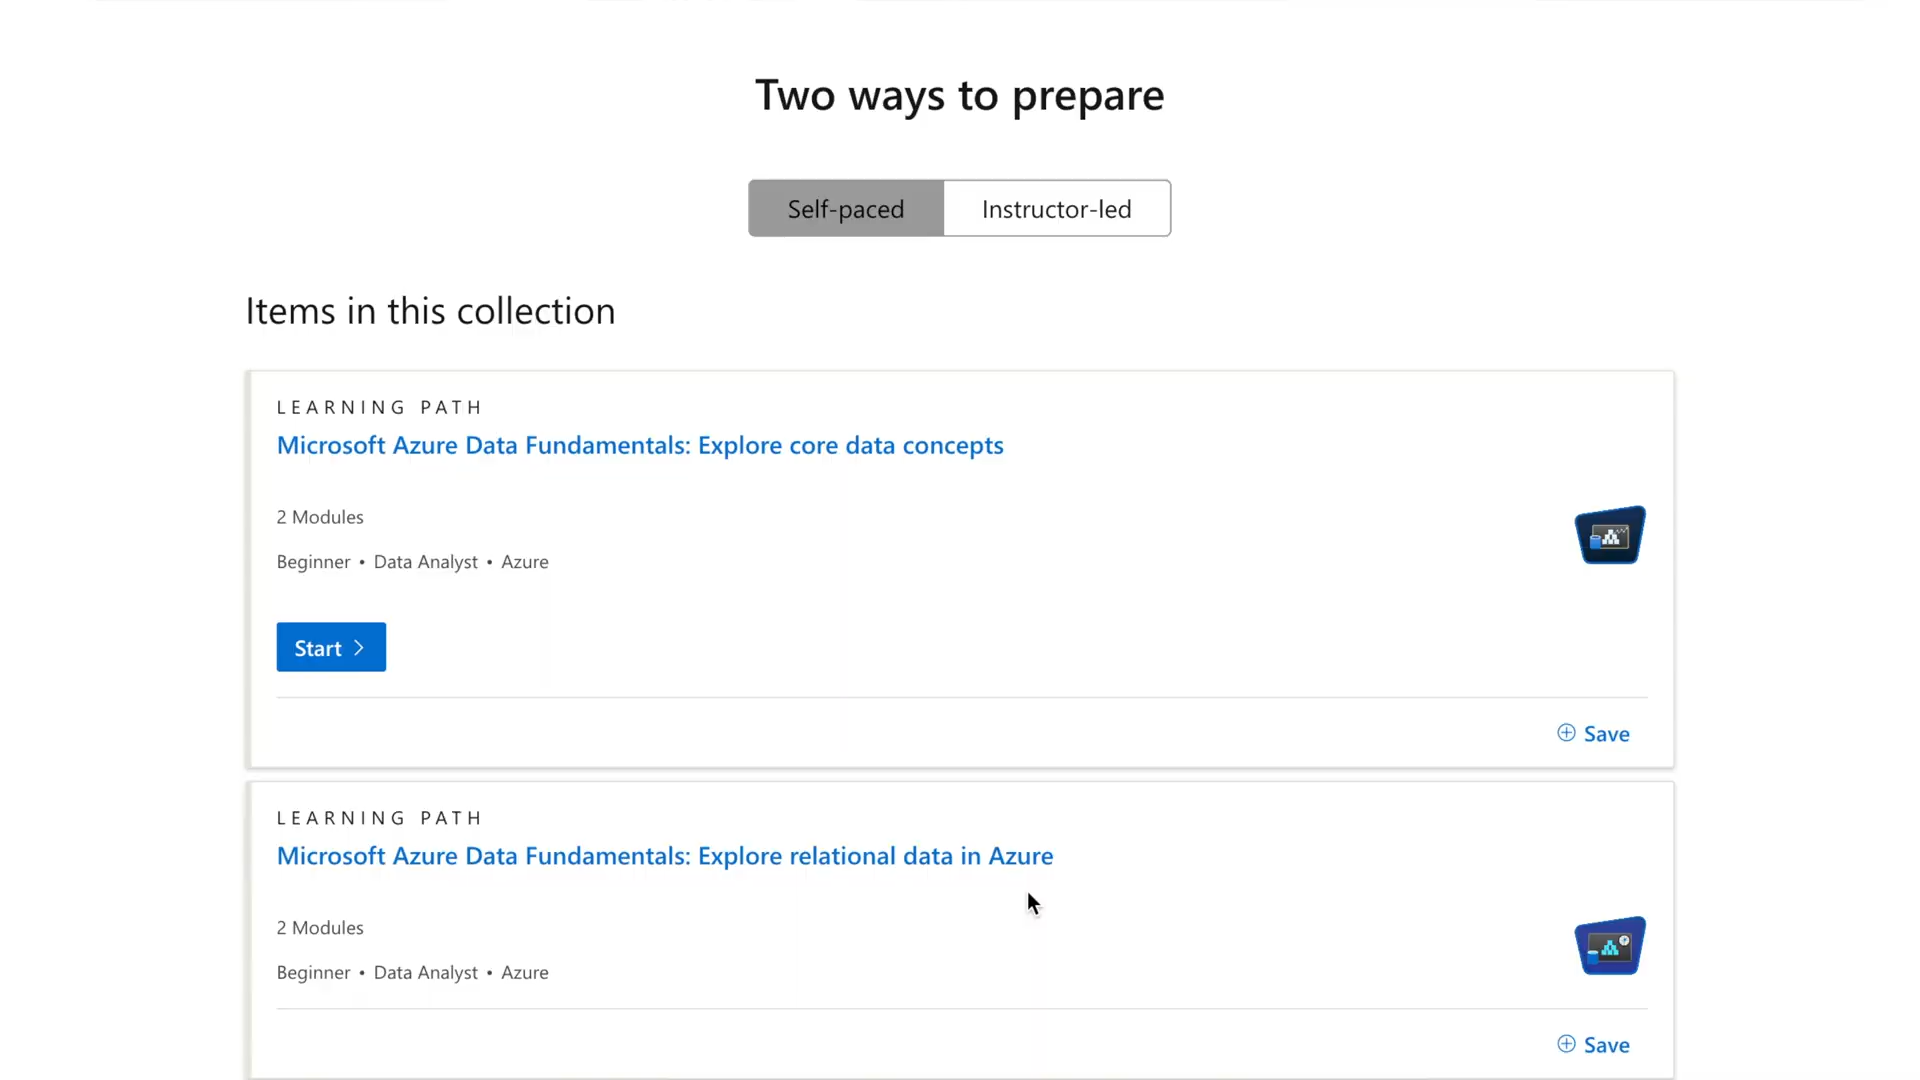 Two ways to prepare
Self-paced
Instructor-led
Items in this collection
LEARNING PATH
Microsoft Azure Data Fundamentals: Explore core data concepts
2 Modules
Beginner • Data Analyst • Azure
Start
Save
LEARNING PATH
Microsoft Azure Data Fundamentals: Explore relational data in Azure
2 Modules
Beginner • Data Analyst • Azure
Save